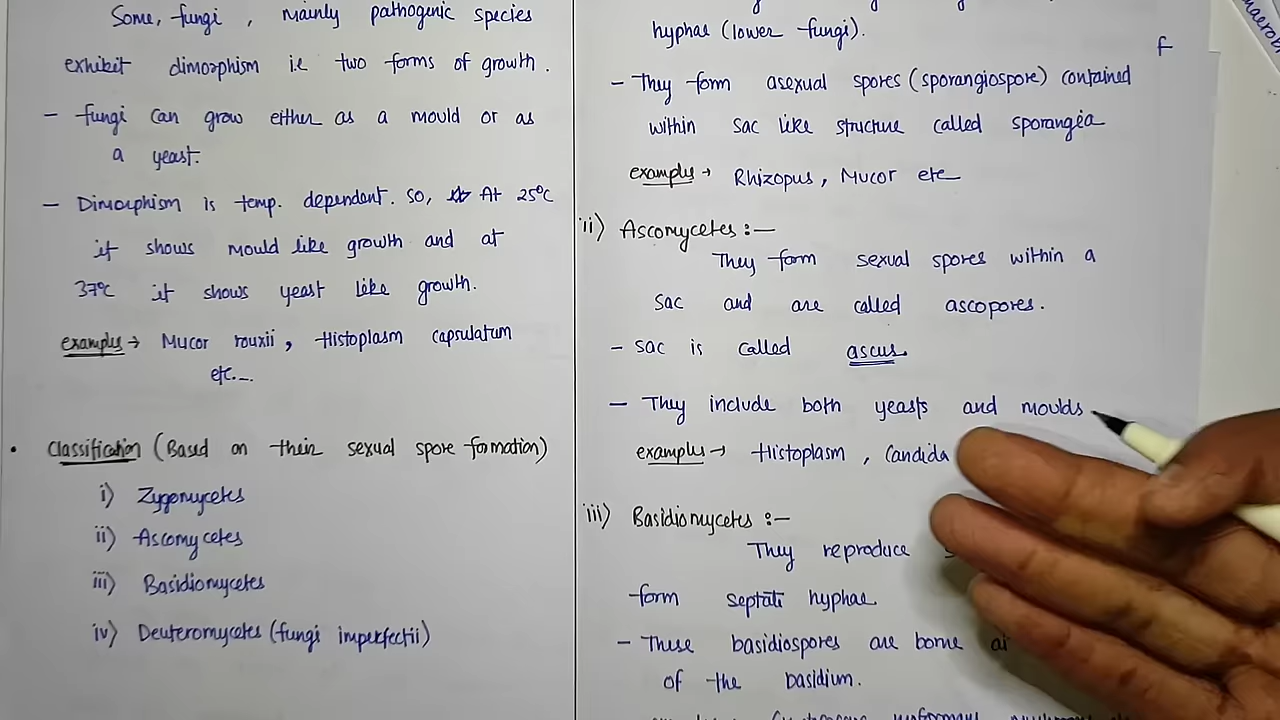 Some, fungi, mainly pathogenic species
exhibit dimorphism i.e two forms of growth.
- fungi can grow either as a mould or as
a yeast.
- Dimorphism is temp. dependent. so, At 25°C
it shows mould like growth and at
37°C it shows yeast like growth.
examples → Mucor rouxii, Histoplasm capsulatum
etc...
• Classification (Based on their sexual spore formation)
i) Zygomycetes
ii) Ascomycetes
iii) Basidiomycetes
iv) Deuteromycetes (fungi imperfectii)
hyphae (lower fungi).
- They form asexual spores (sporangiospore) contained
within sac like structure called sporangia
examples → Rhizopus, Mucor etc
ii) Ascomycetes :-
They form sexual spores within a
sac and are called ascopores.
- sac is called ascus.
- They include both yeasts and moulds
examples → Histoplasm, Candida
iii) Basidiomycetes :-
They reproduce
form septate hyphae
- These basidiospores are borne
of the basidium.
f